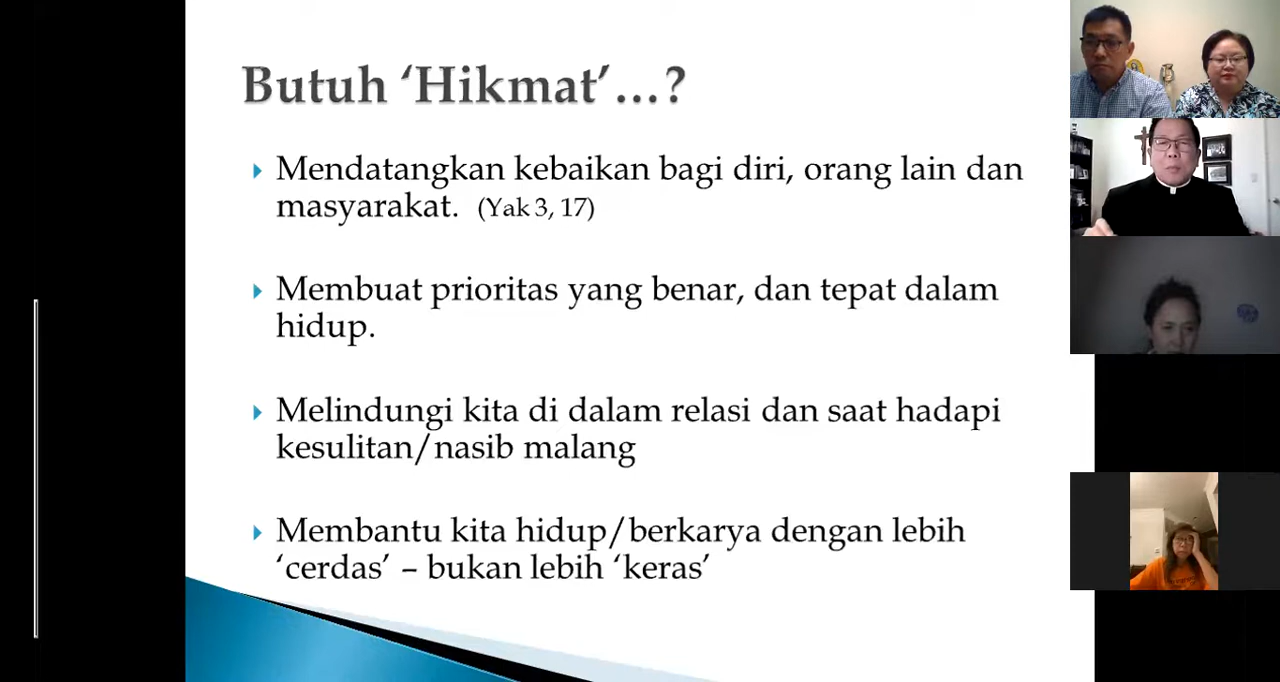 Butuh ‘Hikmat’...?
Mendatangkan kebaikan bagi diri, orang lain dan
masyarakat. (Yak 3, 17)
Membuat prioritas yang benar, dan tepat dalam
hidup.
Melindungi kita di dalam relasi dan saat hadapi
kesulitan/nasib malang
Membantu kita hidup/berkarya dengan lebih
‘cerdas’ – bukan lebih ‘keras’